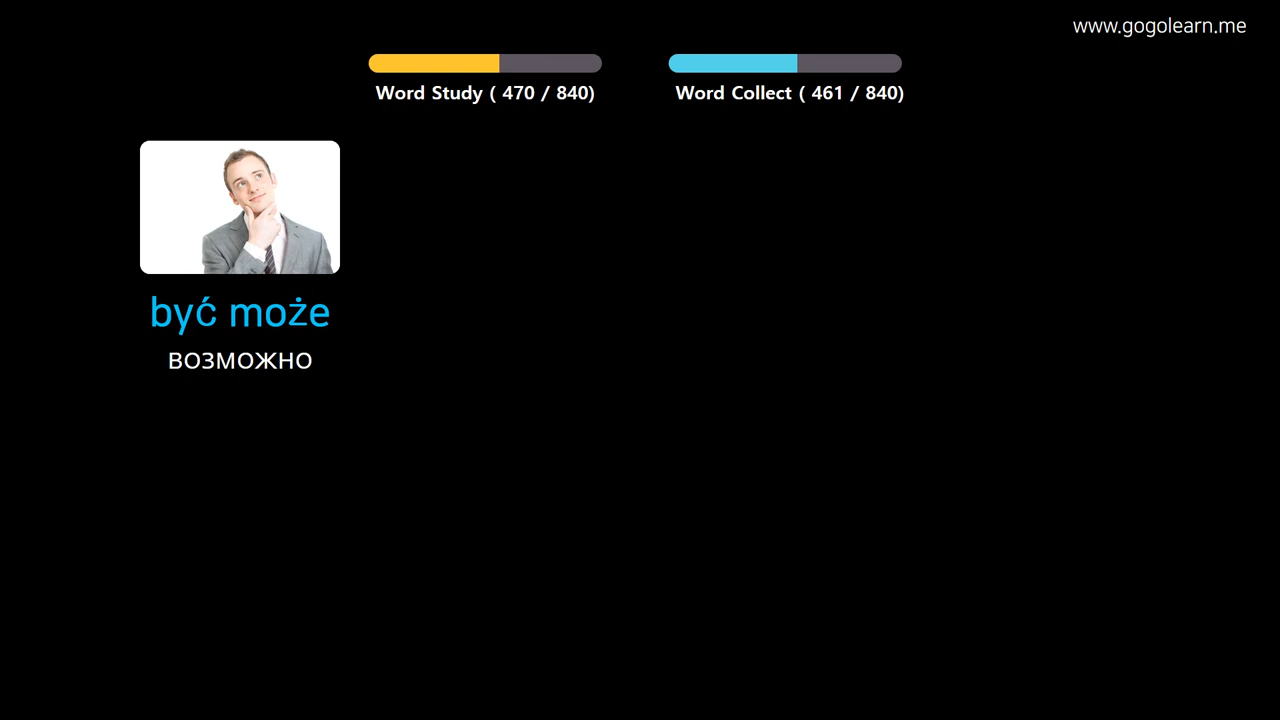 www.gogolearn.me
Word Study ( 470 / 840)
Word Collect ( 461 / 840)
być może
возможно